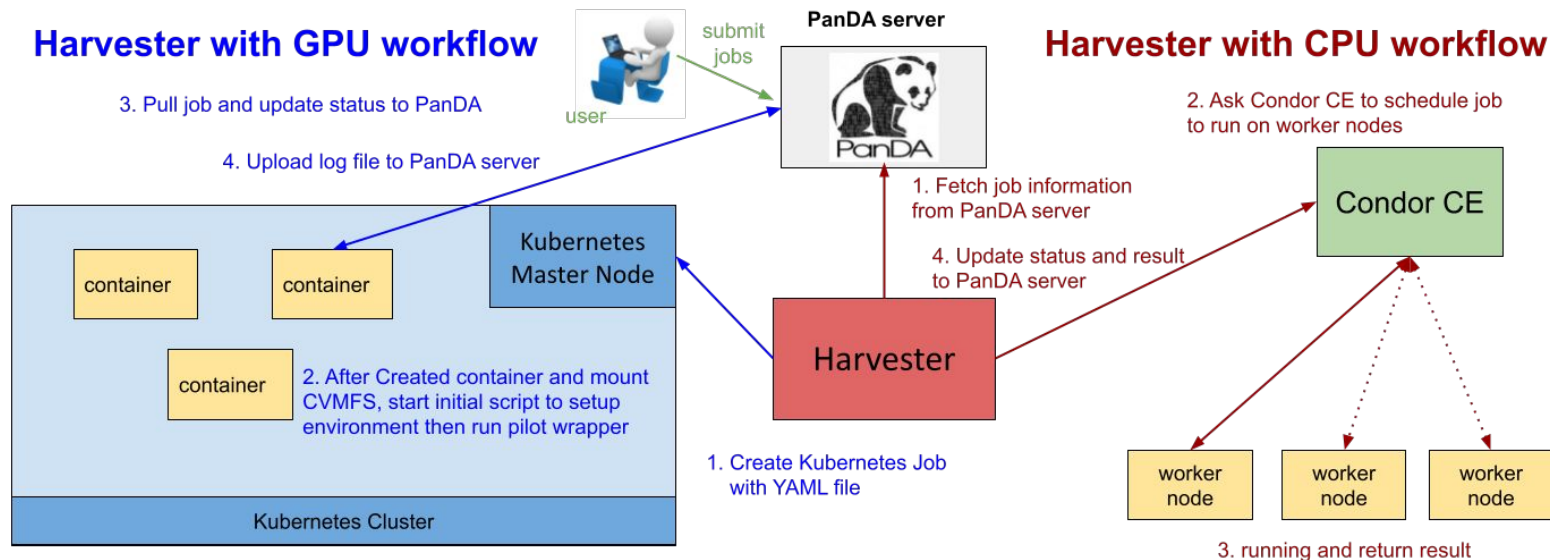 Harvester with GPU workflow
3. Pull job and update status to PanDA
4. Upload log file to PanDA server
user
submit
jobs
PanDA server
PanDA
Harvester with CPU workflow
2. Ask Condor CE to schedule job
to run on worker nodes
1. Fetch job information
from PanDA server
4. Update status and result
to PanDA server
Condor CE
Kubernetes
Master Node
container
container
container
2. After Created container and mount
CVMFS, start initial script to setup
environment then run pilot wrapper
Kubernetes Cluster
Harvester
1. Create Kubernetes Job
with YAML file
worker
node
worker
node
worker
node
3. running and return result